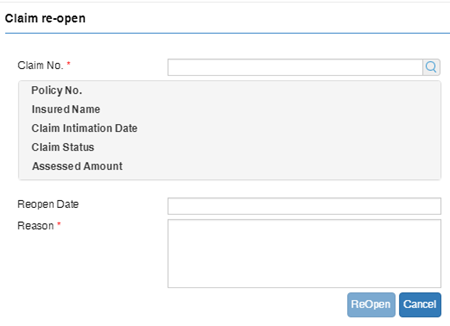 Claim re-open
Claim No. *
Policy No.
Insured Name
Claim Intimation Date
Claim Status
Assessed Amount
Reopen Date
Reason *
ReOpen Cancel